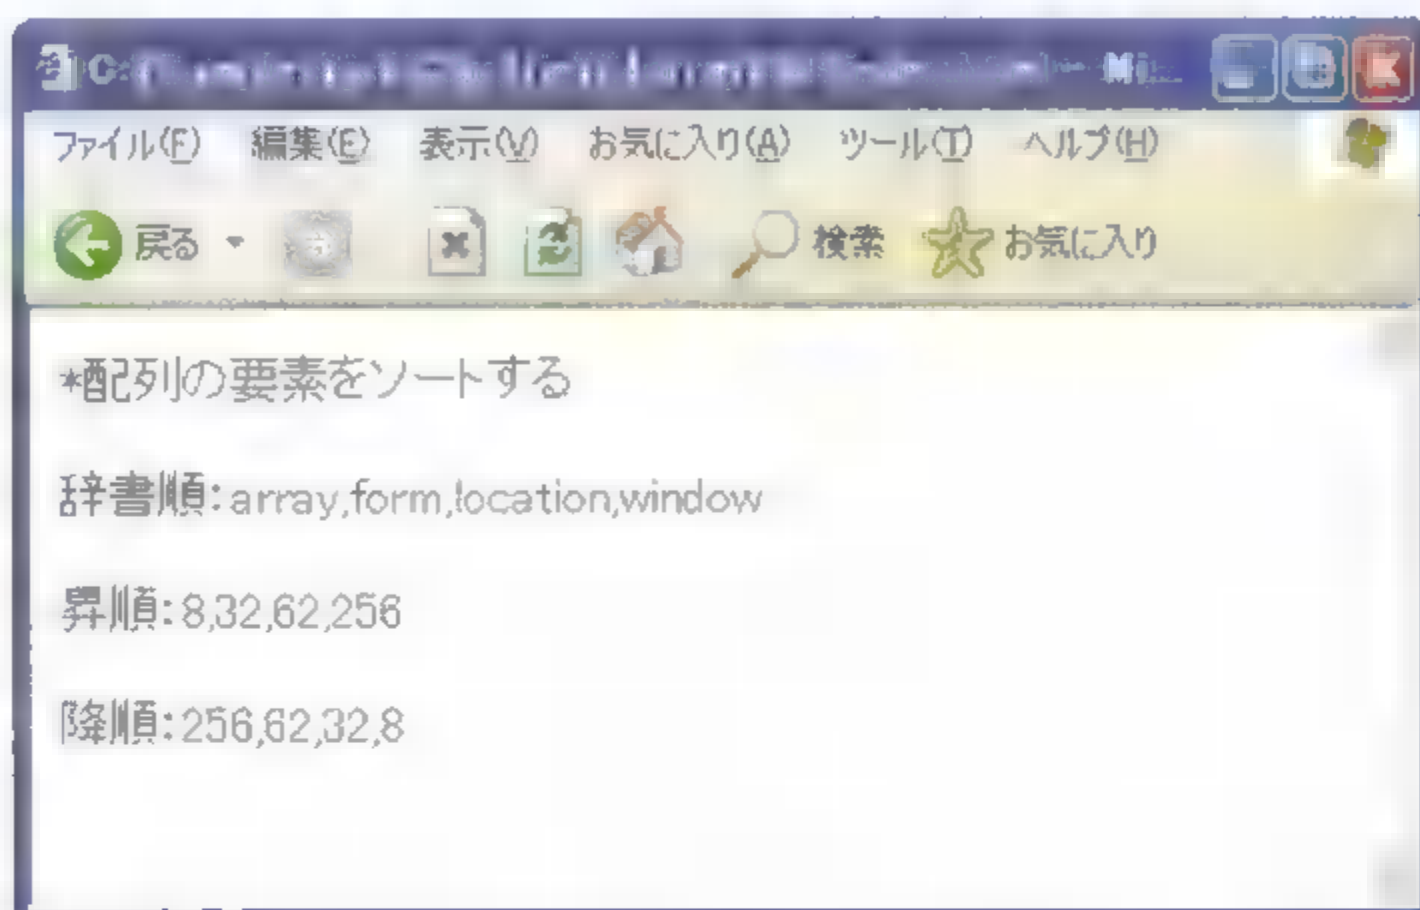 C:
ファイル(F) 編集(E) 表示(V) お気に入り(A) ツール(T) ヘルプ(H)
戻る 検索 お気に入り
*配列の要素をソートする
辞書順:array,form,location,window
昇順:8,32,62,256
降順:256,62,32,8